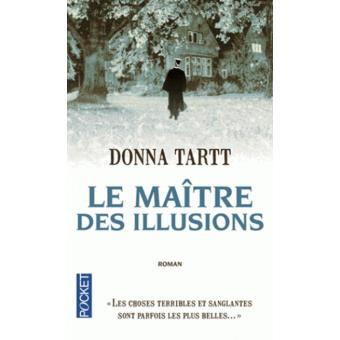 DONNA TARTT
LE MAÎTRE
DES ILLUSIONS
ROMAN
POCKET
« LES CHOSES TERRIBLES ET SANGLANTES
SONT PARFOIS LES PLUS BELLES... »